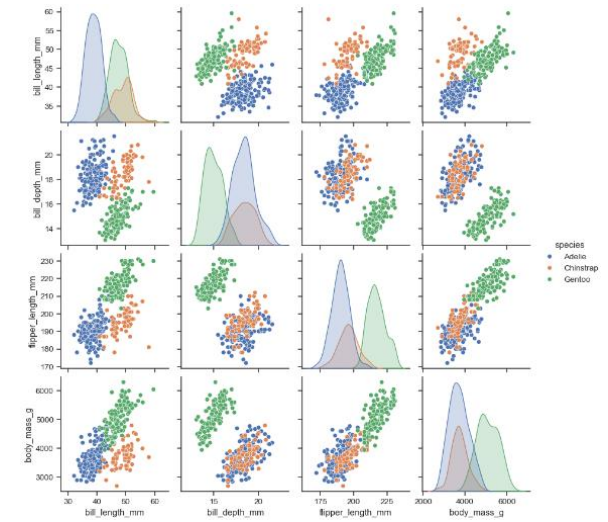 60
55
50
45
40
35
bill_length_mm
20
18
16
14
bill_depth_mm
230
220
210
200
190
180
170
flipper_length_mm
6000
5000
4000
3000
body_mass_g
30 40 50 60
bill_length_mm
15 20
bill_depth_mm
175 200 225
flipper_length_mm
2000 4000 6000
body_mass_g
species
Adelie
Chinstrap
Gentoo